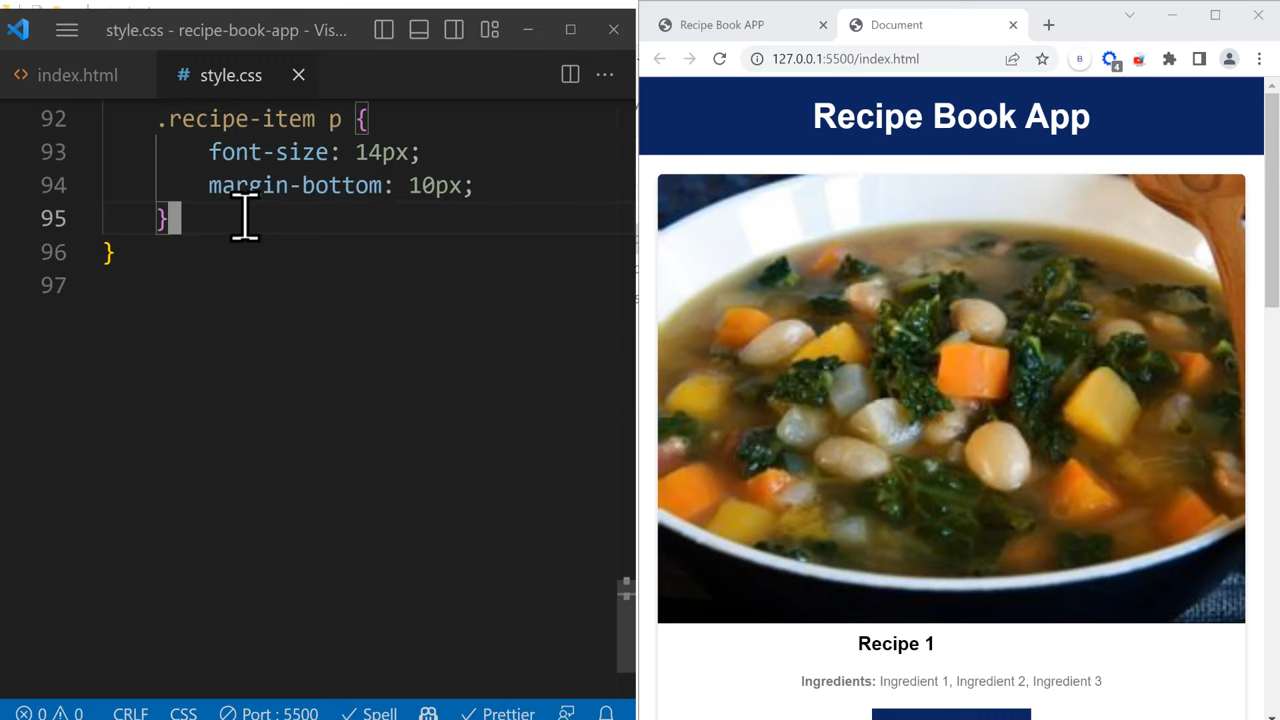 style.css - recipe-book-app - Vis...
index.html
# style.css
92 .recipe-item p {
93 font-size: 14px;
94 margin-bottom: 10px;
95 }
96 }
97
0 0
CRLF
CSS
Port : 5500
Spell
Prettier
Recipe Book APP
Document
127.0.0.1:5500/index.html
B
4
Recipe Book App
Recipe 1
Ingredients: Ingredient 1, Ingredient 2, Ingredient 3